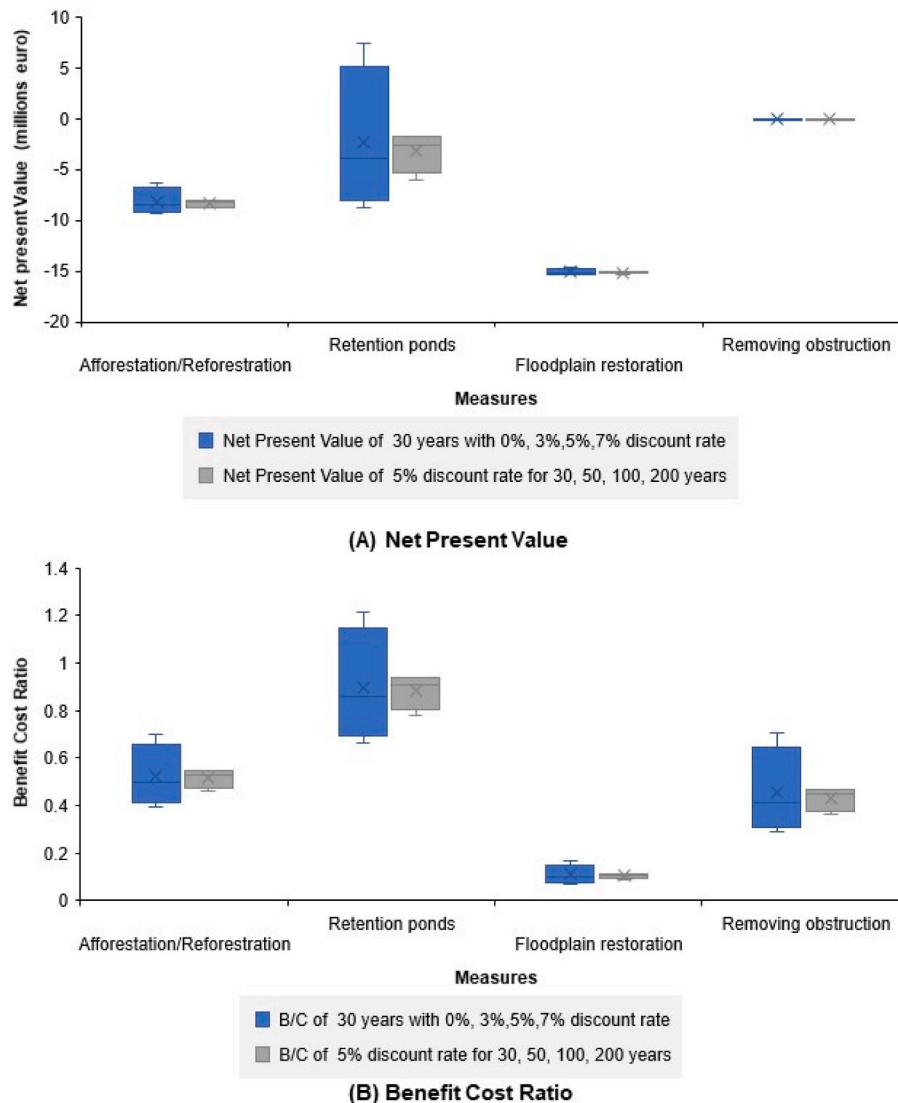 10
5
0
-5
-10
-15
-20
Net present Value (millions euro)
Retention ponds
Removing obstruction
Afforestation/Reforestration
Floodplain restoration
Measures
Net Present Value of 30 years with 0%, 3%,5%,7% discount rate
Net Present Value of 5% discount rate for 30, 50, 100, 200 years
(A) Net Present Value
1.4
1.2
1
0.8
0.6
0.4
0.2
0
Benefit Cost Ratio
Retention ponds
Removing obstruction
Afforestation/Reforestration
Floodplain restoration
Measures
B/C of 30 years with 0%, 3%,5%,7% discount rate
B/C of 5% discount rate for 30, 50, 100, 200 years
(B) Benefit Cost Ratio